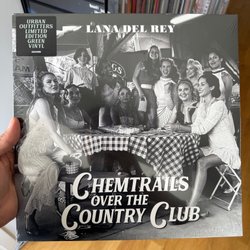 URBAN
OUTFITTERS
LIMITED
EDITION
GREEN
VINYL
LANA DEL REY
CHEMTRAILS
OVER THE
COUNTRY CLUB